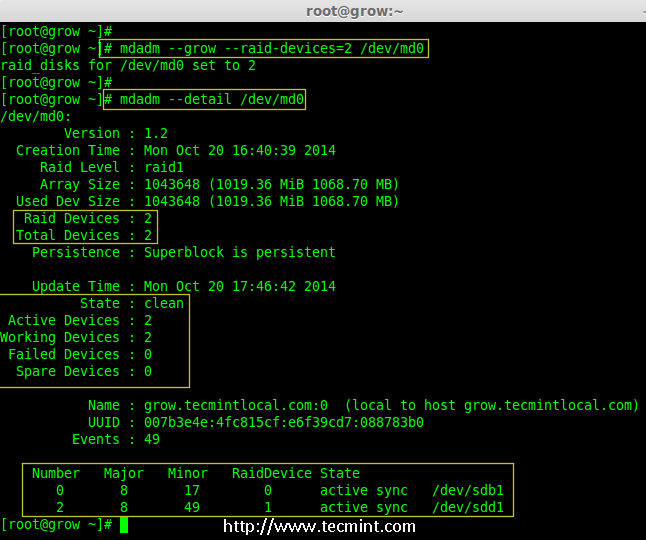 root@grow:~
[root@grow ~]#
[root@grow ~]# mdadm --grow --raid-devices=2 /dev/md0
raid_disks for /dev/md0 set to 2
[root@grow ~]#
[root@grow ~]# mdadm --detail /dev/md0
/dev/md0:
Version : 1.2
Creation Time : Mon Oct 20 16:40:39 2014
Raid Level : raid1
Array Size : 1043648 (1019.36 MiB 1068.70 MB)
Used Dev Size : 1043648 (1019.36 MiB 1068.70 MB)
Raid Devices : 2
Total Devices : 2
Persistence : Superblock is persistent
Update Time : Mon Oct 20 17:46:42 2014
State : clean
Active Devices : 2
Working Devices : 2
Failed Devices : 0
Spare Devices : 0
Name : grow.tecmintlocal.com:0  (local to host grow.tecmintlocal.com)
UUID : 007b3e4e:4fc815cf:e6f39cd7:088783b0
Events : 49
Number   Major   Minor   RaidDevice State
0       8       17        0      active sync   /dev/sdb1
2       8       49        1      active sync   /dev/sdd1
[root@grow ~]#
http://www.tecmint.com